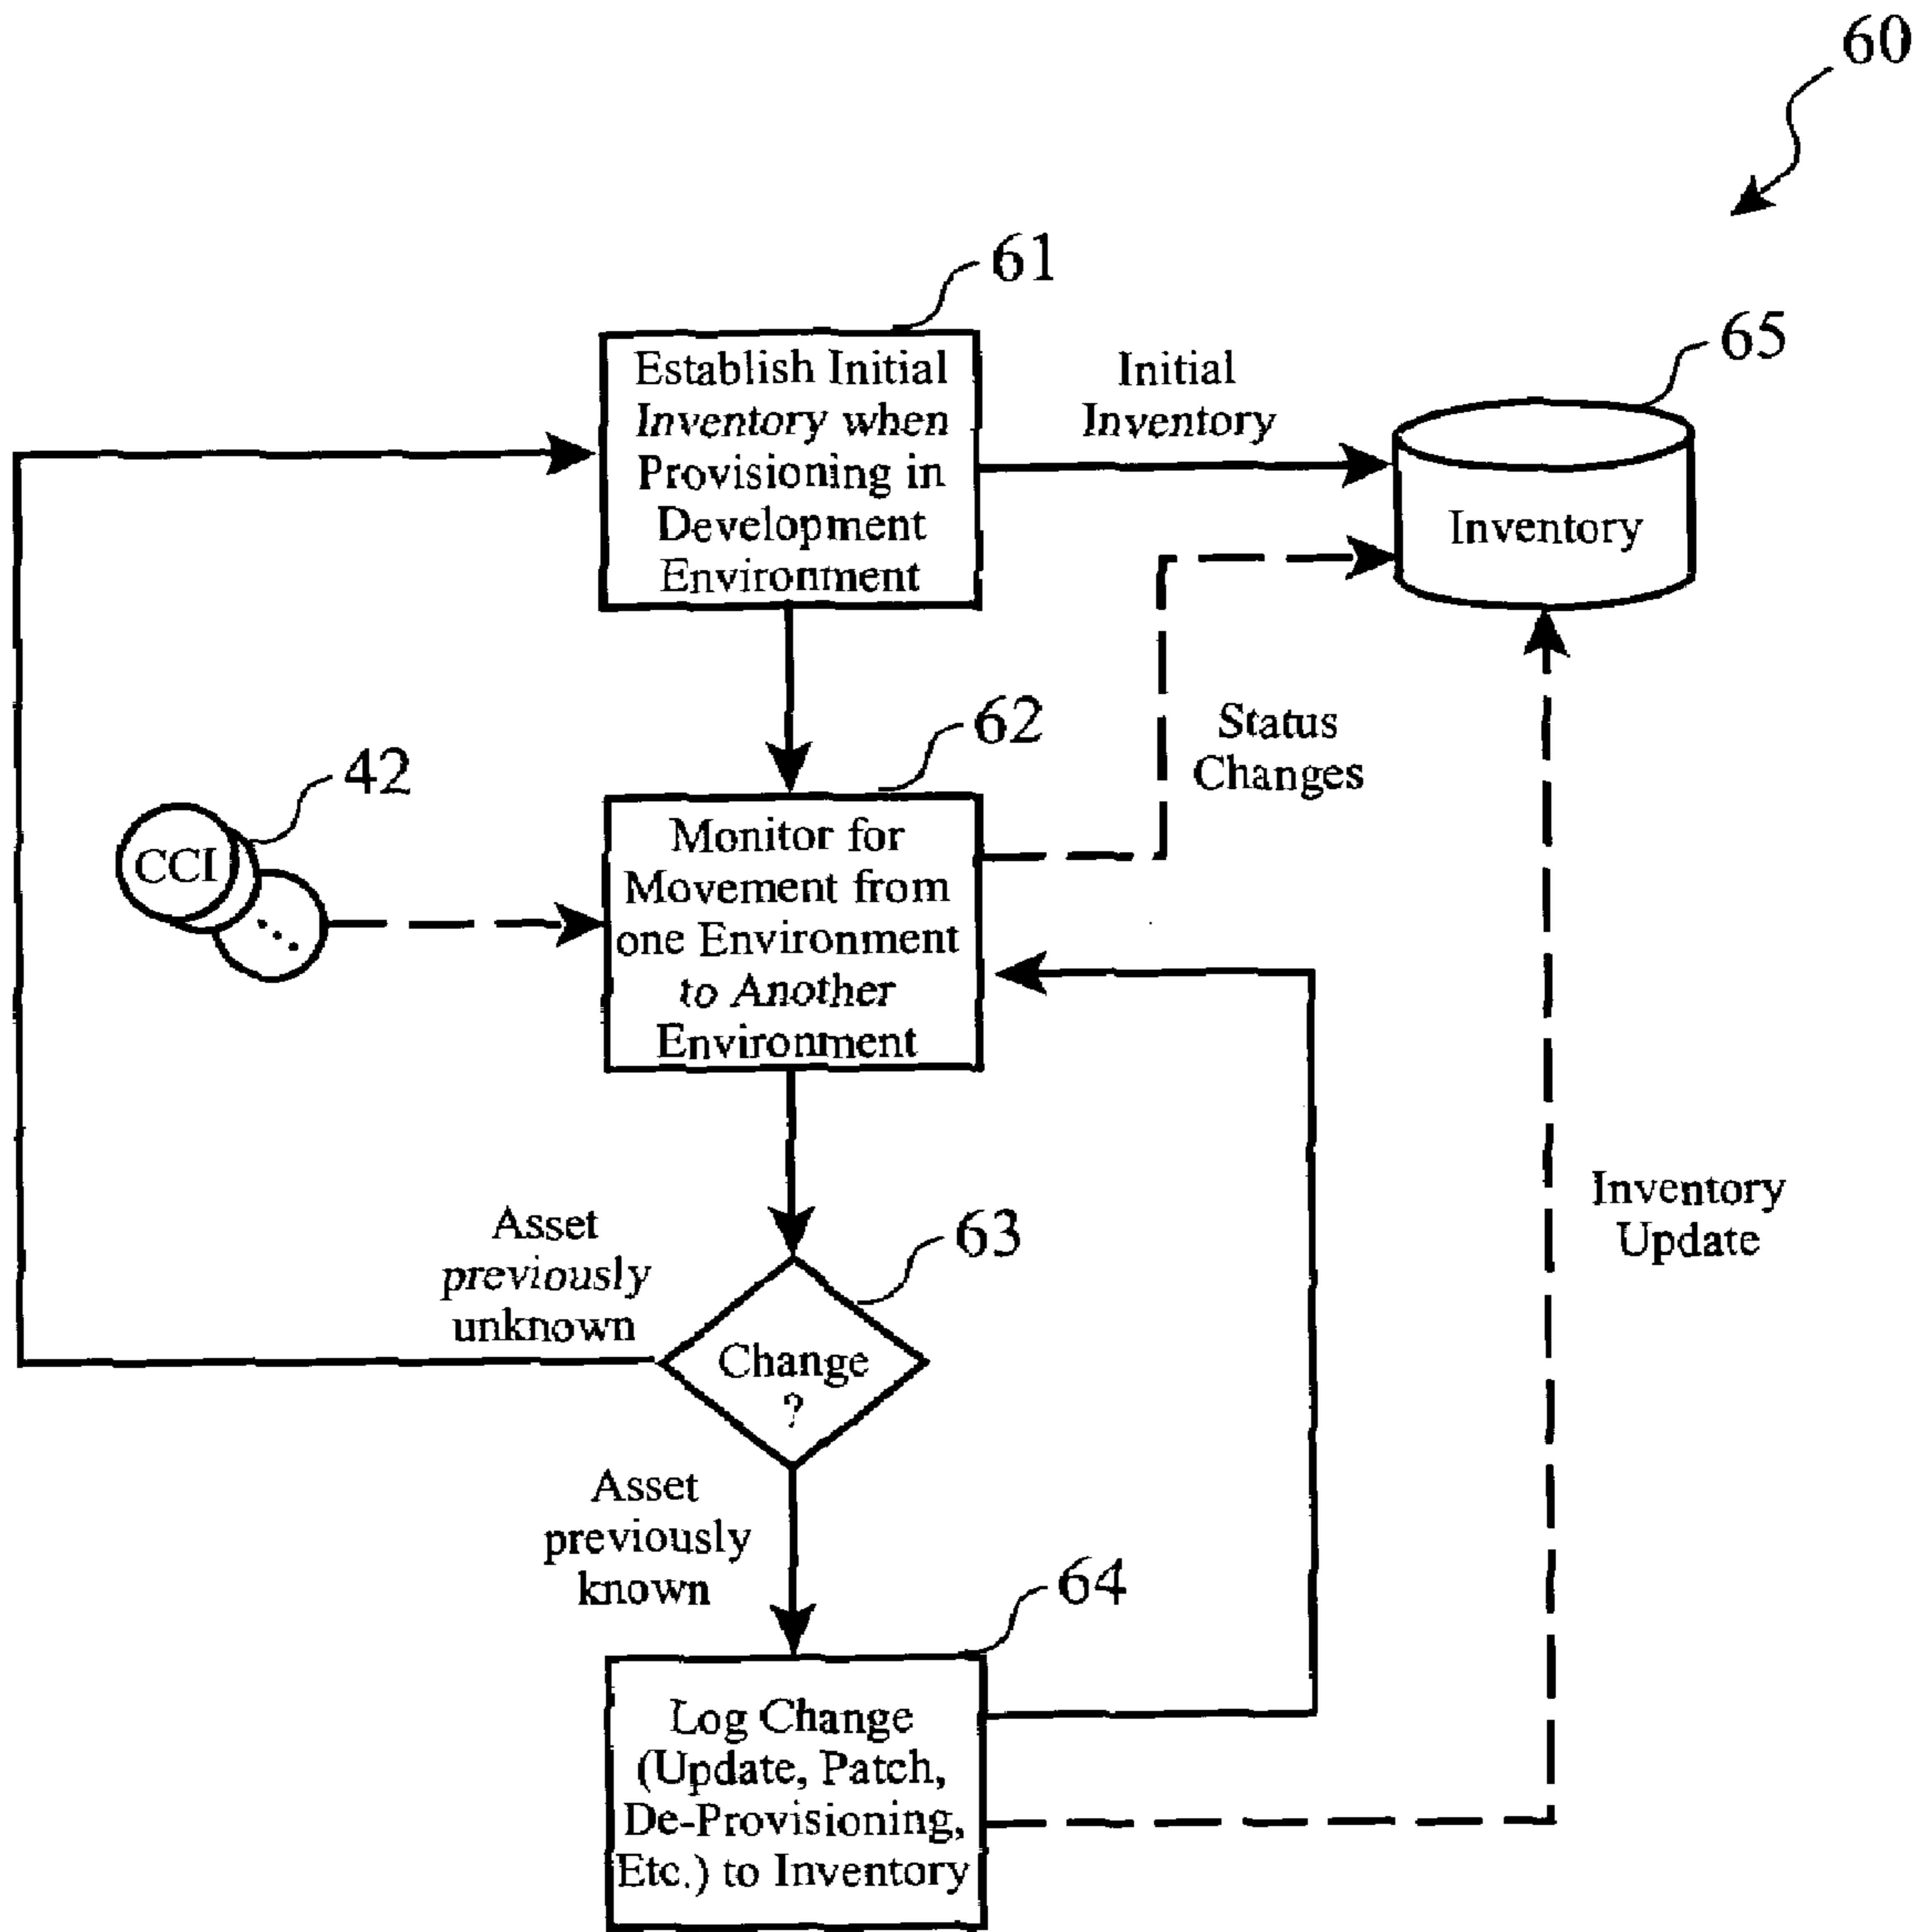 60
61
Establish Initial
Inventory when
Provisioning in
Development
Environment
Initial
Inventory
65
Inventory
62
Status
Changes
42
CCI
Monitor for
Movement from
one Environment
to Another
Environment
Inventory
Update
63
Asset
previously
unknown
Change
?
Asset
previously
known
64
Log Change
(Update, Patch,
De-Provisioning,
Etc.) to Inventory